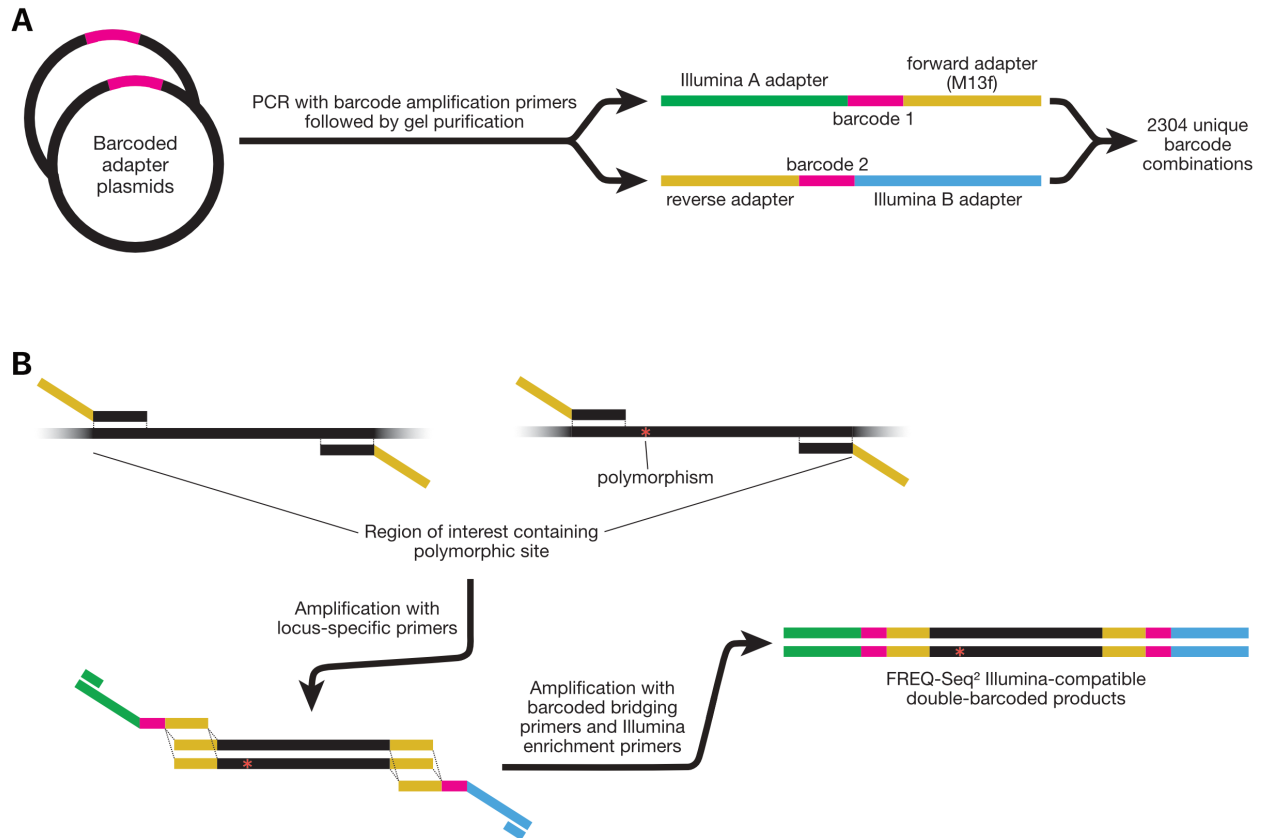 A
Barcoded
adapter
plasmids
PCR with barcode amplification primers
followed by gel purification
Illumina A adapter
forward adapter
(M13f)
barcode 1
barcode 2
reverse adapter
Illumina B adapter
2304 unique
barcode
combinations
B
*
polymorphism
Region of interest containing
polymorphic site
Amplification with
locus-specific primers
*
Amplification with
barcoded bridging
primers and Illumina
enrichment primers
*
FREQ-Seq² Illumina-compatible
double-barcoded products